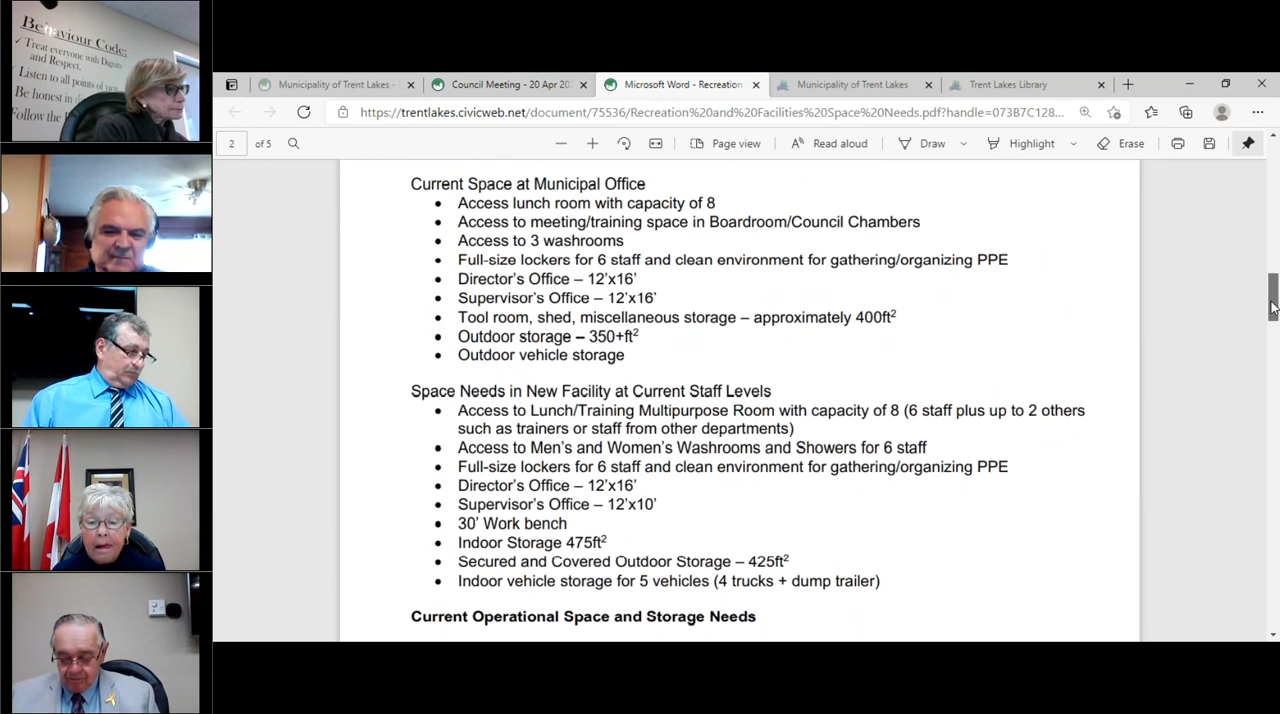 Behaviour Code:
✓ Treat everyone with Dignity
and Respect.
Listen to all points of
Be honest in
Follow the
Municipality of Trent Lakes -
Council Meeting - 20 Apr 20
Microsoft Word - Recreation
Municipality of Trent Lakes
Trent Lakes Library
https://trentlakes.civicweb.net/document/75536/Recreation%20and%20Facilities%20Space%20Needs.pdf?handle=073B7C128...
2 of 5
Page view
Read aloud
Draw
Highlight
Erase
Current Space at Municipal Office
• Access lunch room with capacity of 8
• Access to meeting/training space in Boardroom/Council Chambers
• Access to 3 washrooms
• Full-size lockers for 6 staff and clean environment for gathering/organizing PPE
• Director's Office – 12'x16'
• Supervisor's Office – 12'x16'
• Tool room, shed, miscellaneous storage – approximately 400ft²
• Outdoor storage – 350+ft²
• Outdoor vehicle storage
Space Needs in New Facility at Current Staff Levels
• Access to Lunch/Training Multipurpose Room with capacity of 8 (6 staff plus up to 2 others
such as trainers or staff from other departments)
• Access to Men's and Women's Washrooms and Showers for 6 staff
• Full-size lockers for 6 staff and clean environment for gathering/organizing PPE
• Director's Office – 12'x16'
• Supervisor's Office – 12'x10'
• 30' Work bench
• Indoor Storage 475ft²
• Secured and Covered Outdoor Storage – 425ft²
• Indoor vehicle storage for 5 vehicles (4 trucks + dump trailer)
Current Operational Space and Storage Needs